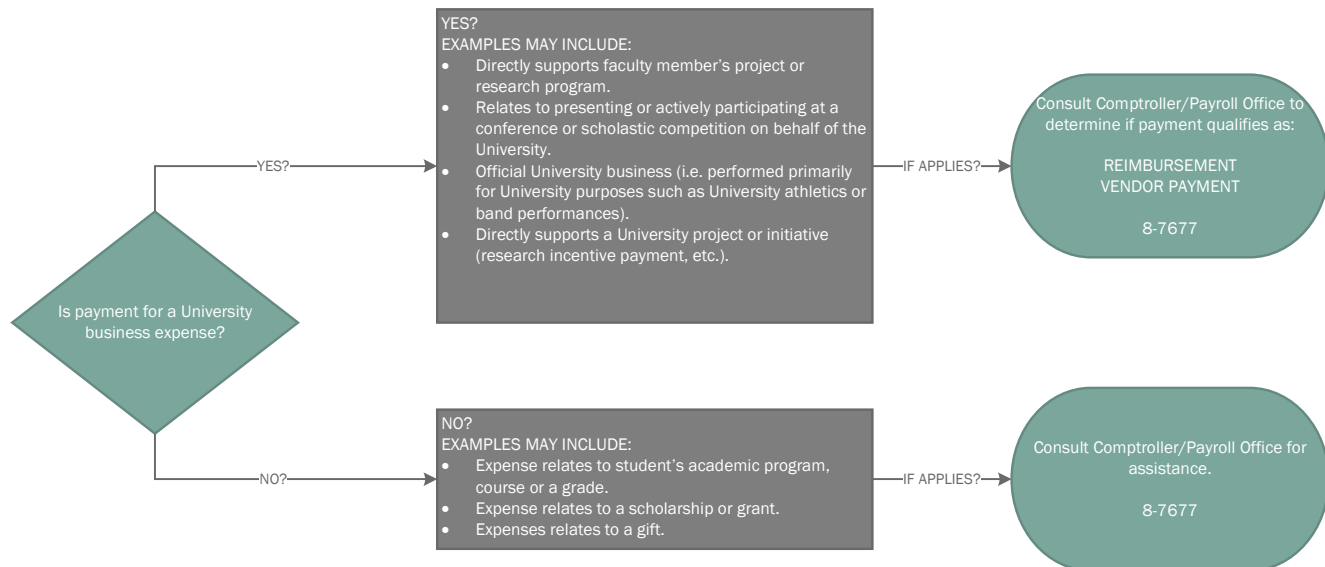 Is payment for a University
business expense?
YES?
YES?
EXAMPLES MAY INCLUDE:
• Directly supports faculty member’s project or
research program.
• Relates to presenting or actively participating at a
conference or scholastic competition on behalf of the
University.
• Official University business (i.e. performed primarily
for University purposes such as University athletics or
band performances).
• Directly supports a University project or initiative
(research incentive payment, etc.).
IF APPLIES?
Consult Comptroller/Payroll Office to
determine if payment qualifies as:
REIMBURSEMENT
VENDOR PAYMENT
8-7677
NO?
NO?
EXAMPLES MAY INCLUDE:
• Expense relates to student’s academic program,
course or a grade.
• Expense relates to a scholarship or grant.
• Expenses relates to a gift.
IF APPLIES?
Consult Comptroller/Payroll Office for
assistance.
8-7677